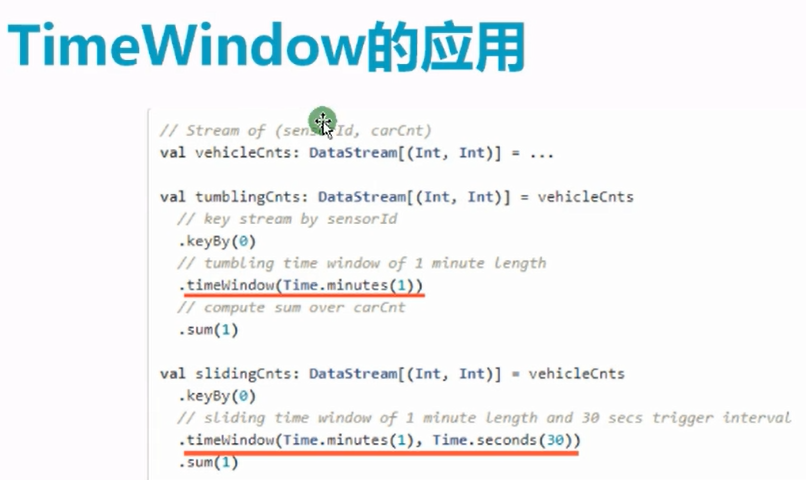 TimeWindow的应用
// Stream of (sensorId, carCnt)
val vehicleCnts: DataStream[(Int, Int)] = ...
val tumblingCnts: DataStream[(Int, Int)] = vehicleCnts
// key stream by sensorId
.keyBy(0)
// tumbling time window of 1 minute length
.timeWindow(Time.minutes(1))
// compute sum over carCnt
.sum(1)
val slidingCnts: DataStream[(Int, Int)] = vehicleCnts
.keyBy(0)
// sliding time window of 1 minute length and 30 secs trigger interval
.timeWindow(Time.minutes(1), Time.seconds(30))
.sum(1)